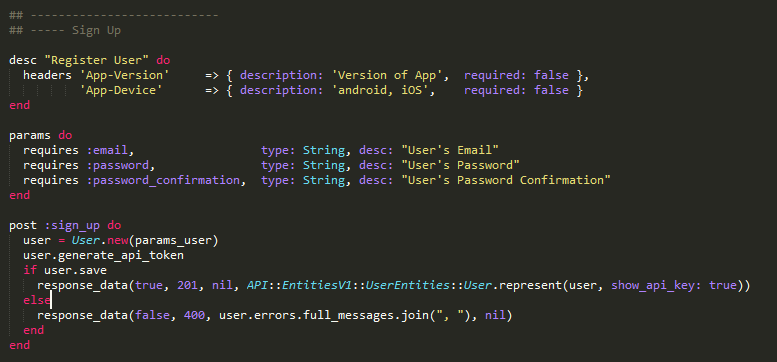 ## ---------------------------
## ----- Sign Up
desc "Register User" do
headers 'App-Version' => { description: 'Version of App', required: false },
'App-Device' => { description: 'android, iOS', required: false }
end
params do
requires :email, type: String, desc: "User's Email"
requires :password, type: String, desc: "User's Password"
requires :password_confirmation, type: String, desc: "User's Password Confirmation"
end
post :sign_up do
user = User.new(params_user)
user.generate_api_token
if user.save
response_data(true, 201, nil, API::EntitiesV1::UserEntities::User.represent(user, show_api_key: true))
else
response_data(false, 400, user.errors.full_messages.join(", "), nil)
end
end